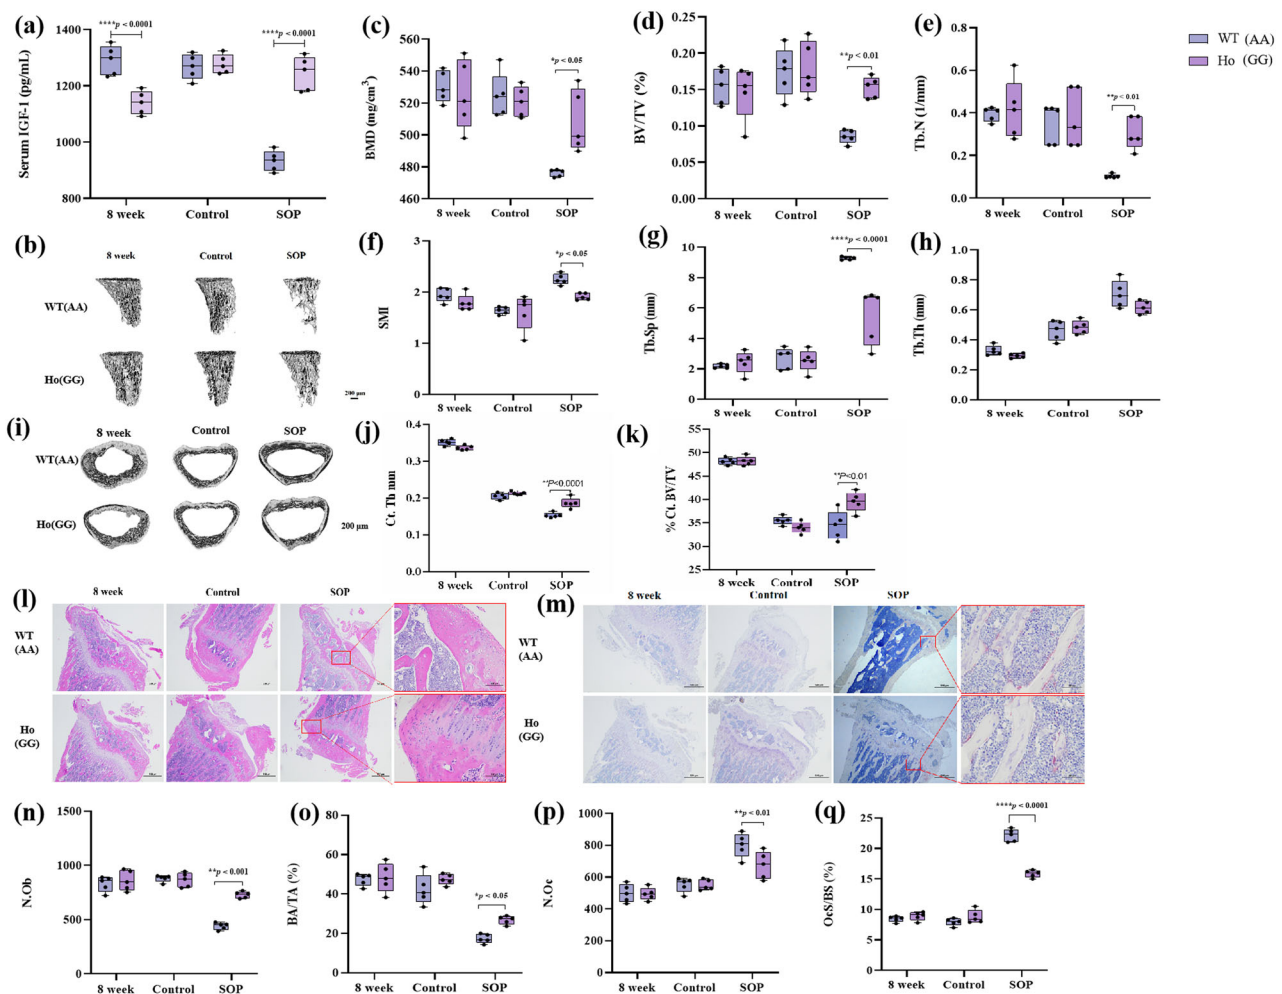 (a)
****p < 0.0001
****p < 0.0001
Serum IGF-1 (pg/mL)
1400
1200
1000
800
8 week
Control
SOP
(c)
*p < 0.05
BMD (mg/cm³)
560
540
520
500
480
460
8 week
Control
SOP
(d)
**p < 0.01
BV/TV (%)
0.25
0.20
0.15
0.10
0.05
0.00
8 week
Control
SOP
(e)
**p < 0.01
Tb.N (1/mm)
0.8
0.6
0.4
0.2
0.0
8 week
Control
SOP
WT (AA)
Ho (GG)
(b)
8 week
Control
SOP
WT(AA)
Ho(GG)
200 μm
(f)
*p < 0.05
SMI
3
2
1
0
8 week
Control
SOP
(g)
****p < 0.0001
Tb.Sp (mm)
10
8
6
4
2
0
8 week
Control
SOP
(h)
Tb.Th (mm)
1.0
0.8
0.6
0.4
0.2
0.0
8 week
Control
SOP
(i)
8 week
Control
SOP
WT(AA)
Ho(GG)
200 μm
(j)
**P<0.0001
Ct. Th mm
0.4
0.3
0.2
0.1
0.0
8 week
Control
SOP
(k)
**P<0.01
% Ct. BV/TV
55
50
45
40
35
30
25
8 week
Control
SOP
(l)
8 week
Control
SOP
WT
(AA)
Ho
(GG)
(m)
8 week
Control
SOP
WT
(AA)
Ho
(GG)
(n)
**p < 0.001
N.Ob
1500
1000
500
0
8 week
Control
SOP
(o)
*p < 0.05
BA/TA (%)
80
60
40
20
0
8 week
Control
SOP
(p)
**p < 0.01
N.Oc
1000
800
600
400
200
0
8 week
Control
SOP
(q)
****p < 0.0001
OcS/BS (%)
25
20
15
10
5
0
8 week
Control
SOP